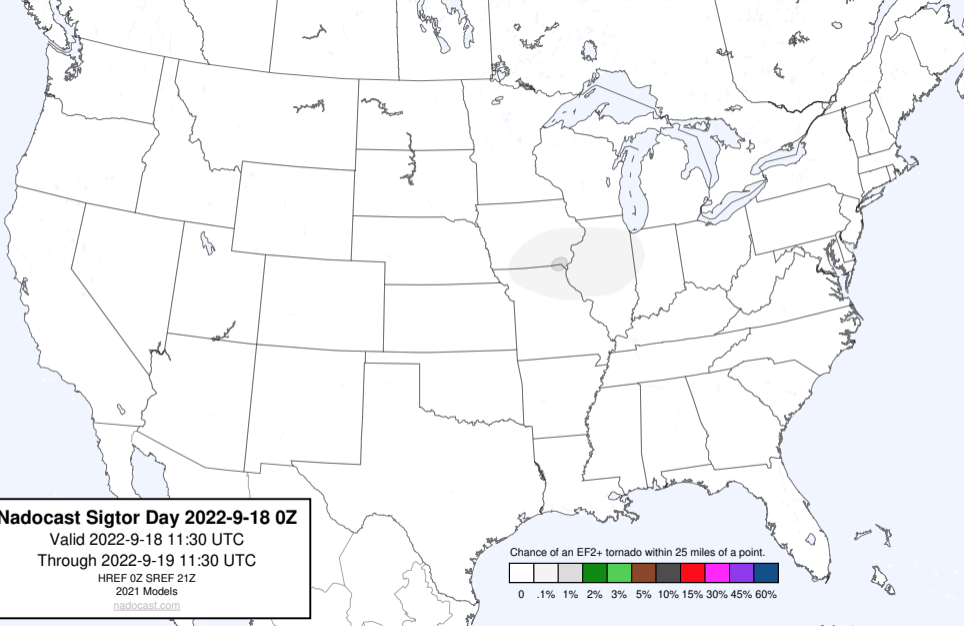 Nadocast Sigtor Day 2022-9-18 0Z
Valid 2022-9-18 11:30 UTC
Through 2022-9-19 11:30 UTC
HREF 0Z SREF 21Z
2021 Models
nadocast.com
Chance of an EF2+ tornado within 25 miles of a point.
0 .1% 1% 2% 3% 5% 10% 15% 30% 45% 60%